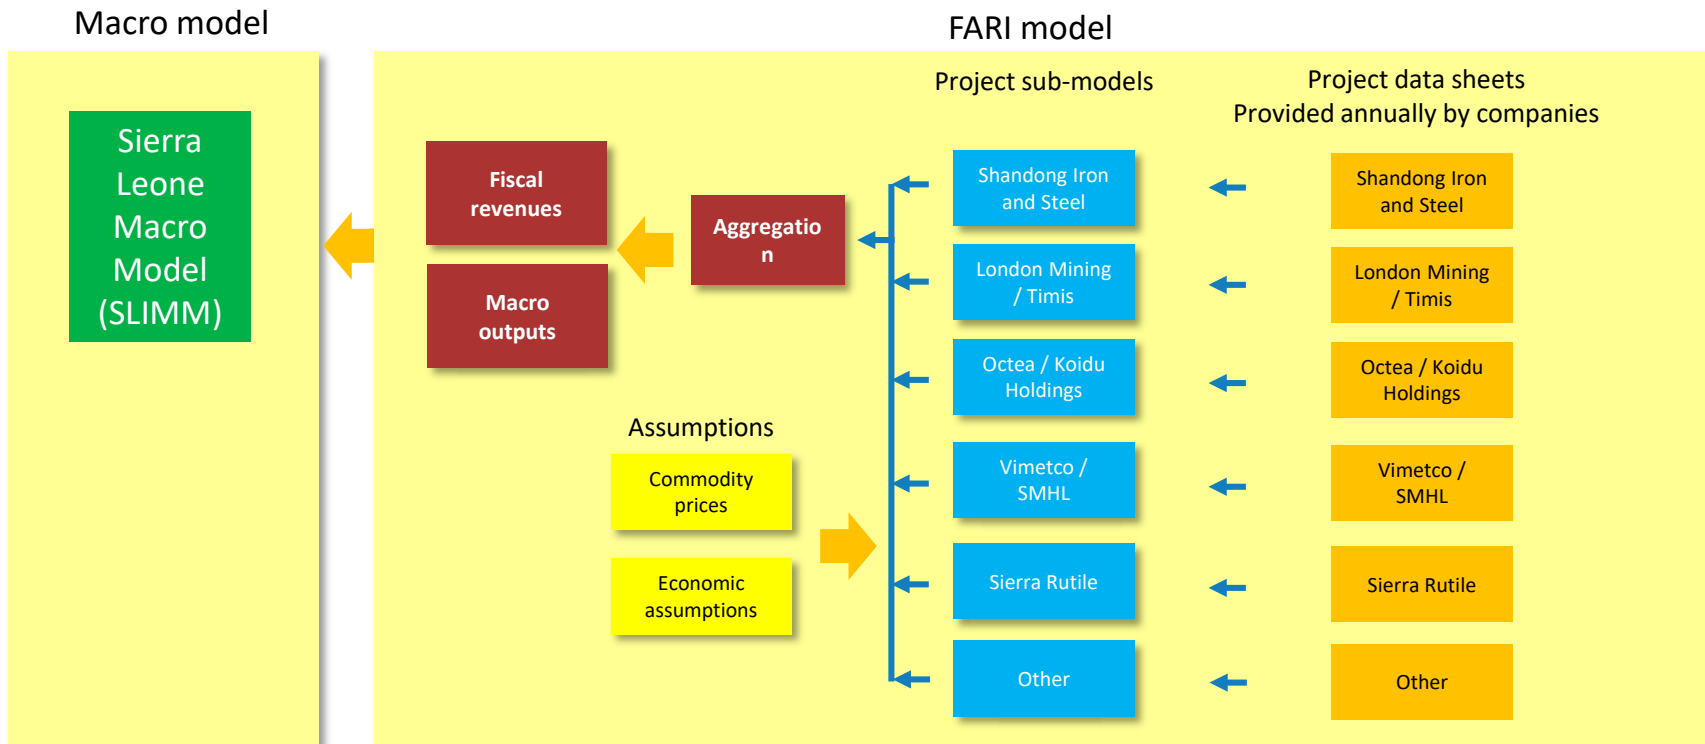 Macro model
FARI model
Sierra
Leone
Macro
Model
(SLIMM)
Fiscal
revenues
Macro
outputs
Aggregatio
n
Assumptions
Commodity
prices
Economic
assumptions
Project sub-models
Shandong Iron
and Steel
London Mining
/ Timis
Octea / Koidu
Holdings
Vimetco /
SMHL
Sierra Rutile
Other
Project data sheets
Provided annually by companies
Shandong Iron
and Steel
London Mining
/ Timis
Octea / Koidu
Holdings
Vimetco /
SMHL
Sierra Rutile
Other